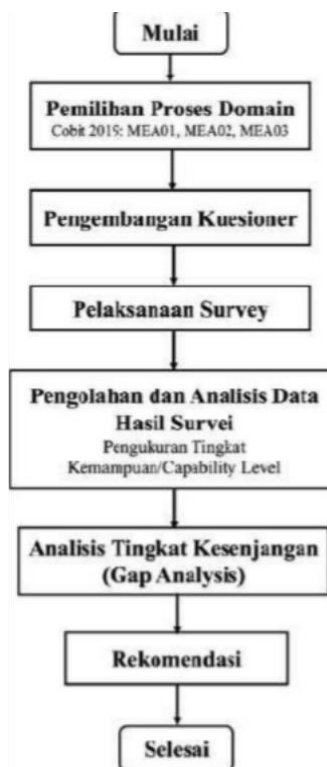 Mulai
Pemilihan Proses Domain
Cobit 2019: MEA01, MEA02, MEA03
Pengembangan Kuesioner
Pelaksanaan Survey
Pengolahan dan Analisis Data
Hasil Survei
Pengukuran Tingkat
Kemampuan/Capability Level
Analisis Tingkat Kesenjangan
(Gap Analysis)
Rekomendasi
Selesai